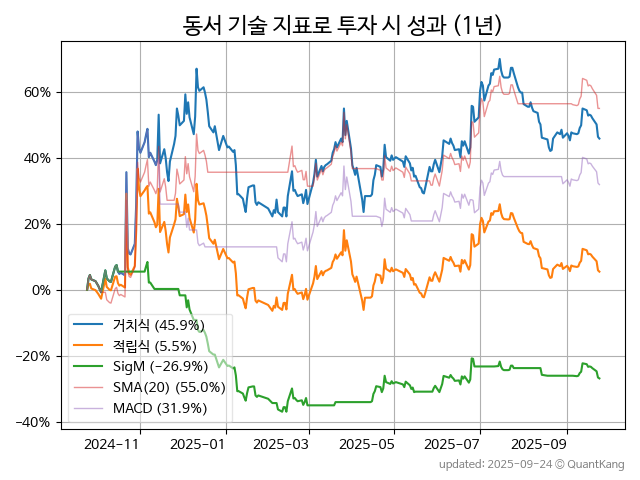 동서 기술 지표로 투자 시 성과 (1년)
60%
40%
20%
0%
−20%
−40%
거치식 (45.9%)
적립식 (5.5%)
SigM (−26.9%)
SMA(20) (55.0%)
MACD (31.9%)
2024−11 2025−01 2025−03 2025−05 2025−07 2025−09
updated: 2025−09−24 © QuantKang